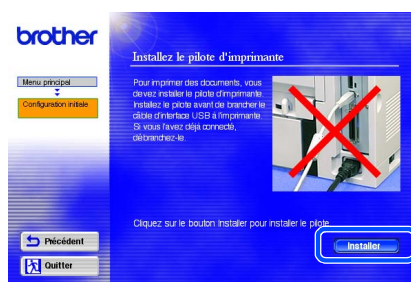 brother
Installez le pilote d'imprimante
Menu principal
Configuration initiale
Pour imprimer des documents, vous
devez installer le pilote d'imprimante.
Installez le pilote avant de brancher le
câble d'interface USB à l'imprimante.
Si vous l'avez déjà connecté,
débranchez-le.
Cliquez sur le bouton Installer pour installer le pilote.
Précédent
Installer
Quitter